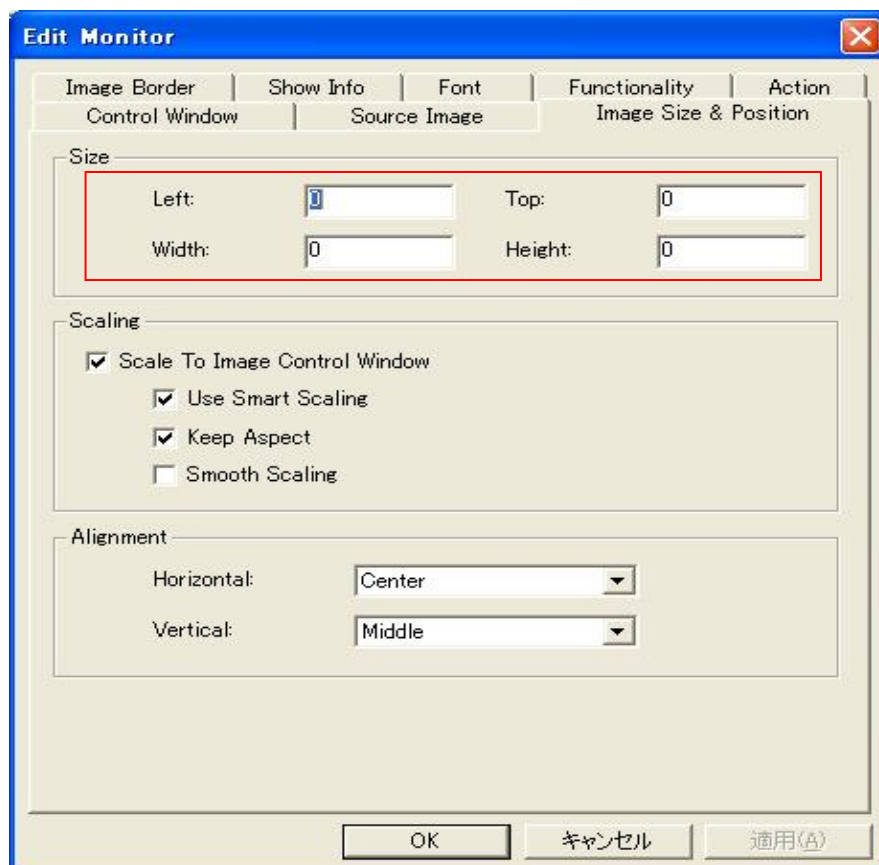 Edit Monitor
Image Border Show Info Font Functionality Action
Control Window Source Image Image Size & Position
Size
Left: 0 Top: 0
Width: 0 Height: 0
Scaling
Scale To Image Control Window
Use Smart Scaling
Keep Aspect
Smooth Scaling
Alignment
Horizontal: Center
Vertical: Middle
OK キャンセル 適用(A)